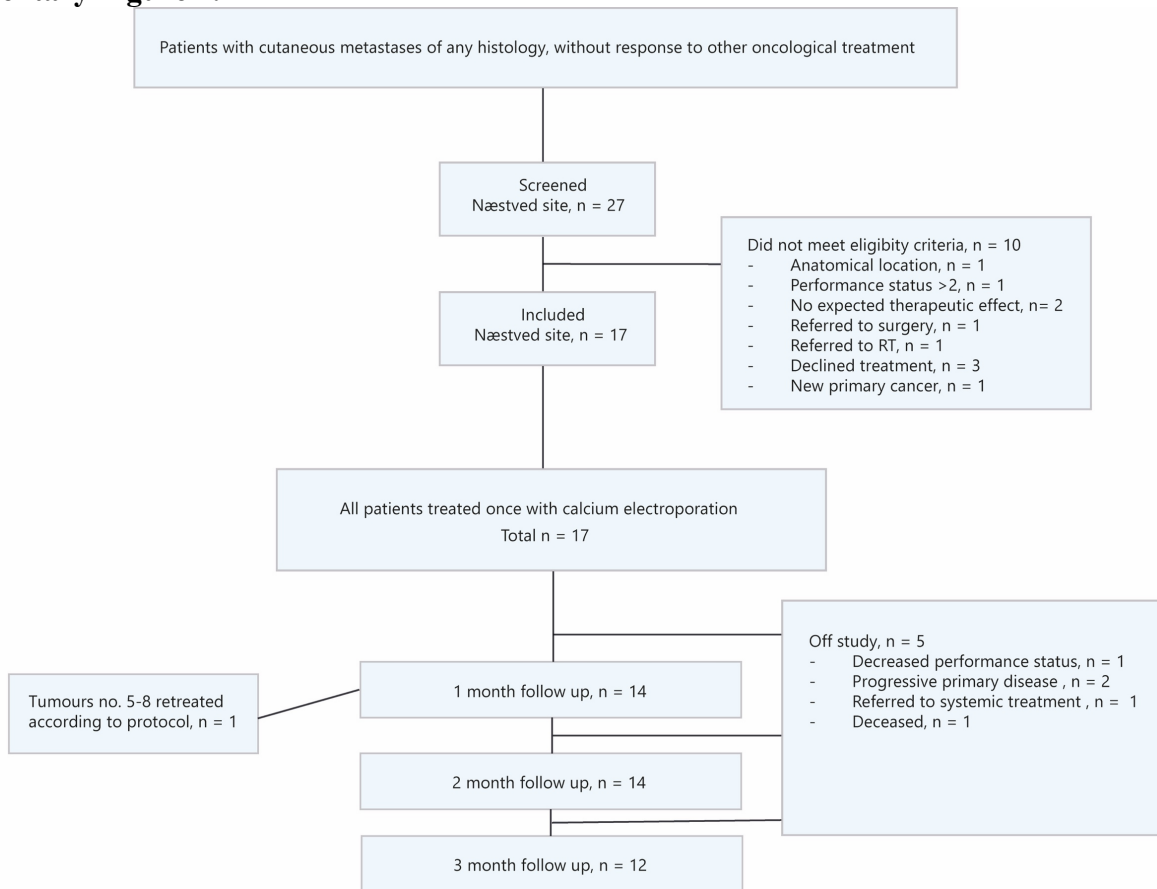 Patients with cutaneous metastases of any histology, without response to other oncological treatment
Screened
Næstved site, n = 27
Did not meet eligibity criteria, n = 10
- Anatomical location, n = 1
- Performance status >2, n = 1
- No expected therapeutic effect, n= 2
- Referred to surgery, n = 1
- Referred to RT, n = 1
- Declined treatment, n = 3
- New primary cancer, n = 1
Included
Næstved site, n = 17
All patients treated once with calcium electroporation
Total n = 17
Off study, n = 5
- Decreased performance status, n = 1
- Progressive primary disease , n = 2
- Referred to systemic treatment , n = 1
- Deceased, n = 1
1 month follow up, n = 14
Tumours no. 5-8 retreated
according to protocol, n = 1
2 month follow up, n = 14
3 month follow up, n = 12